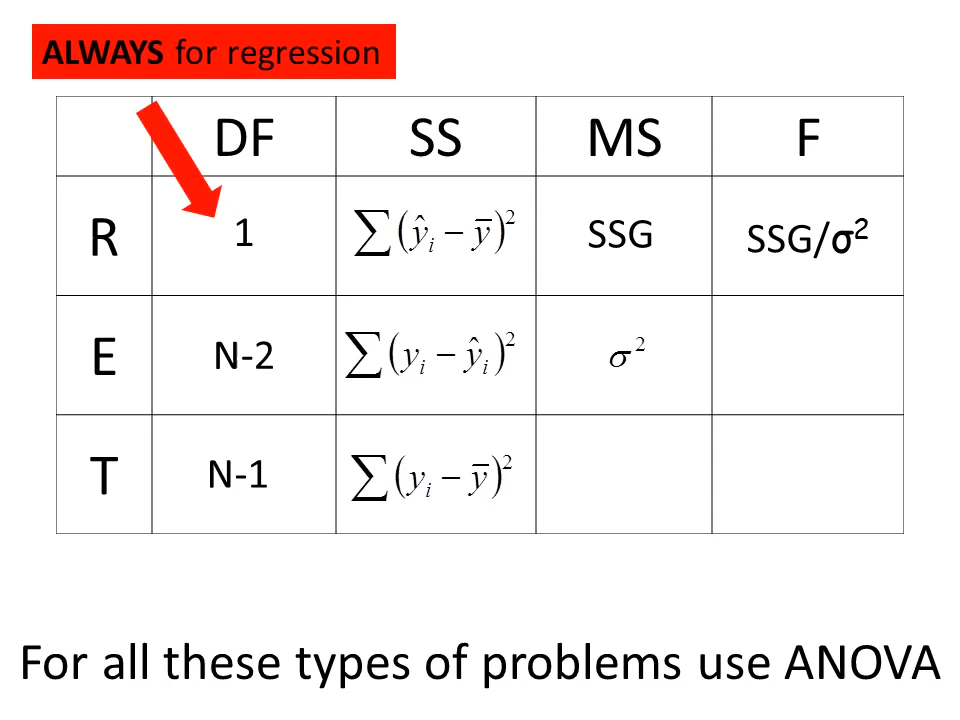 ALWAYS for regression
DF SS MS F
R 1 ∑(ŷᵢ − ȳ)² SSG SSG/σ²
E N-2 ∑(yᵢ − ŷᵢ)² σ²
T N-1 ∑(yᵢ − ȳ)²
For all these types of problems use ANOVA